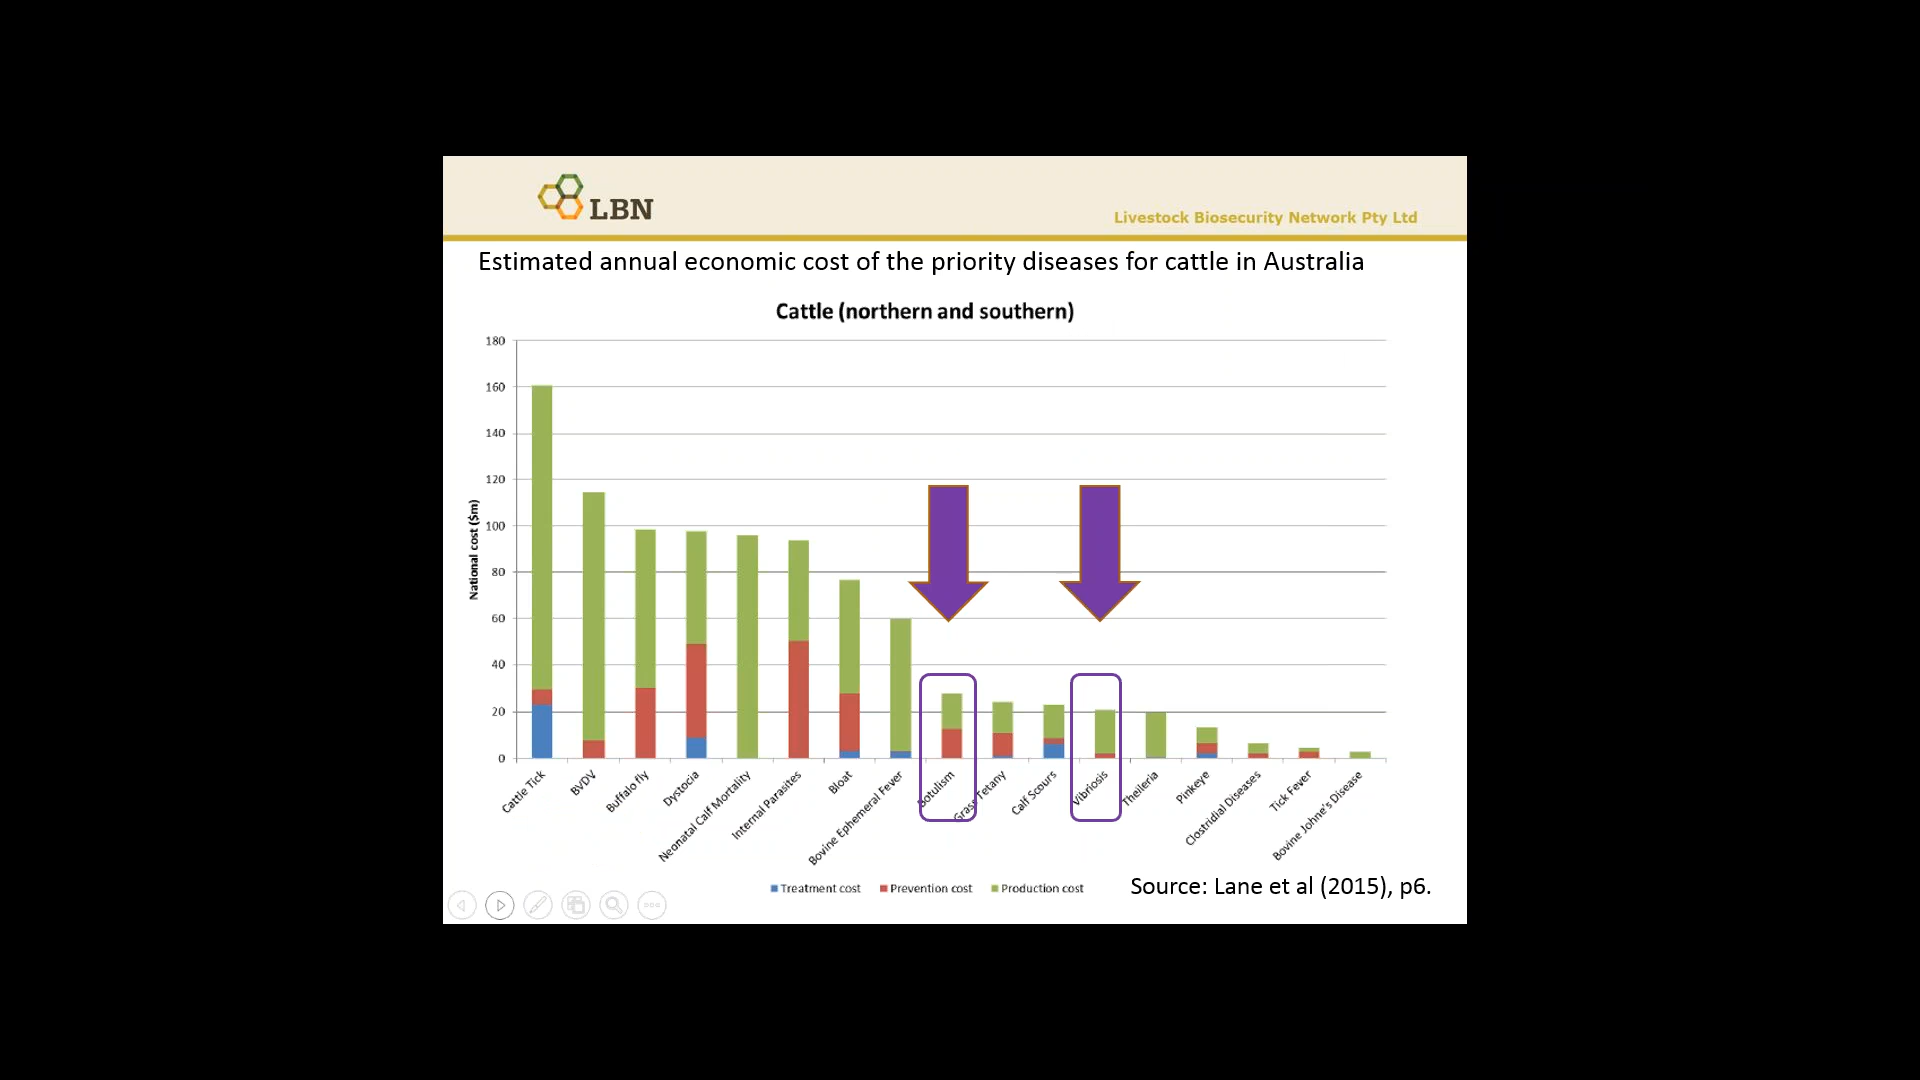 LBN
Livestock Biosecurity Network Pty Ltd
Estimated annual economic cost of the priority diseases for cattle in Australia
Cattle (northern and southern)
National cost ($m)
180
160
140
120
100
80
60
40
20
0
Cattle Tick
BVDV
Buffalo fly
Dystocia
Neonatal Calf Mortality
Internal Parasites
Bloat
Bovine Ephemeral Fever
Botulism
Grass Tetany
Calf Scours
Vibriosis
Theileria
Pinkeye
Clostridial Diseases
Tick Fever
Bovine Johne's Disease
Treatment cost
Prevention cost
Production cost
Source: Lane et al (2015), p6.